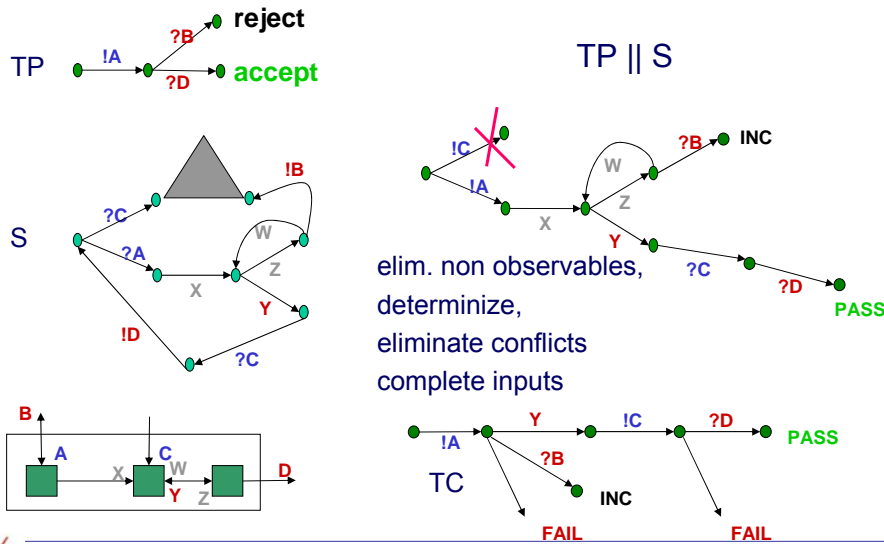 TP
!A
?B
reject
?D
accept
TP || S
!C
!A
X
W
Z
?B
INC
Y
?C
?D
PASS
S
?C
?A
X
W
Z
!B
Y
!D
?C
elim. non observables,
determinize,
eliminate conflicts
complete inputs
B
A
X
C
W
Y
Z
D
!A
Y
!C
?D
PASS
TC
?B
INC
FAIL
FAIL